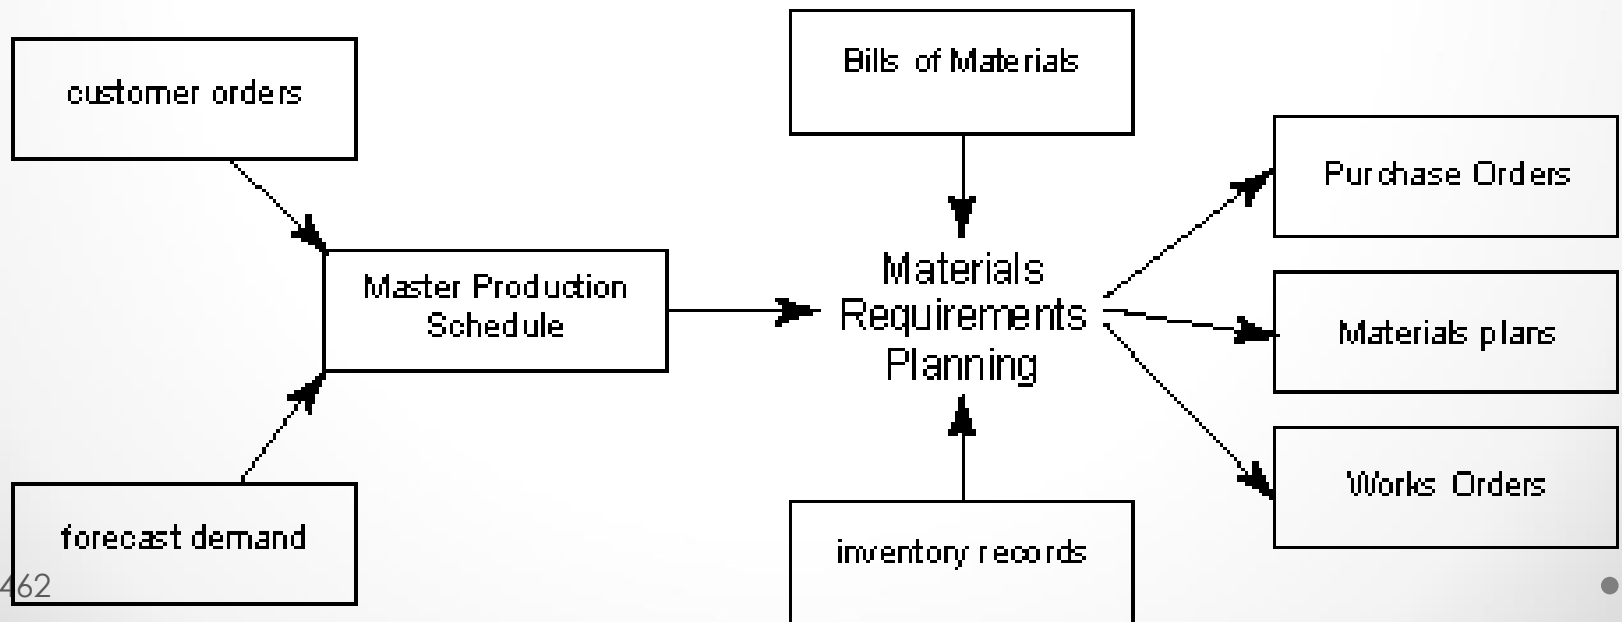 customer orders
Bills of Materials
Purchase Orders
Master Production
Schedule
Materials
Requirements
Planning
Materials plans
Works Orders
forecast demand
inventory records
462